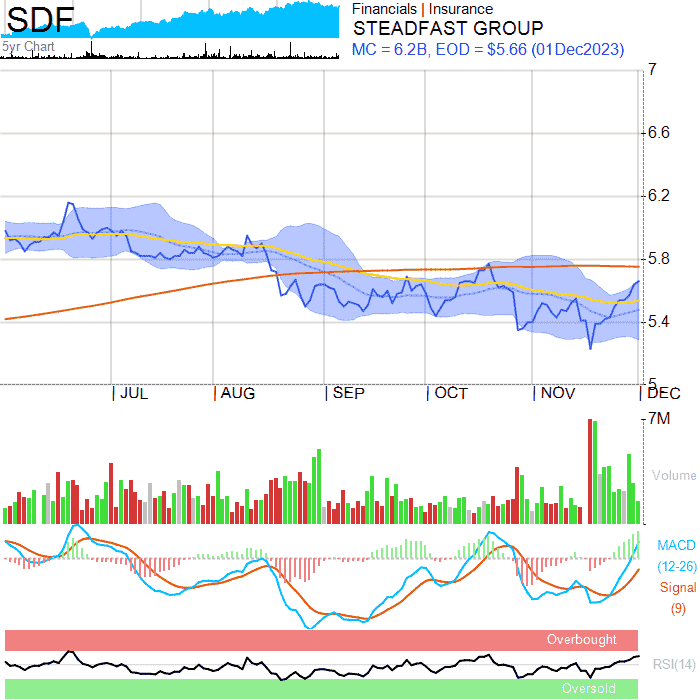 SDF
5yr Chart
Financials | Insurance
STEADFAST GROUP
MC = 6.2B, EOD = $5.66 (01Dec2023)
7
6.6
6.2
5.8
5.4
5
JUL AUG SEP OCT NOV DEC
7M
Volume
MACD
(12-26)
Signal
(9)
Overbought
RSI(14)
Oversold